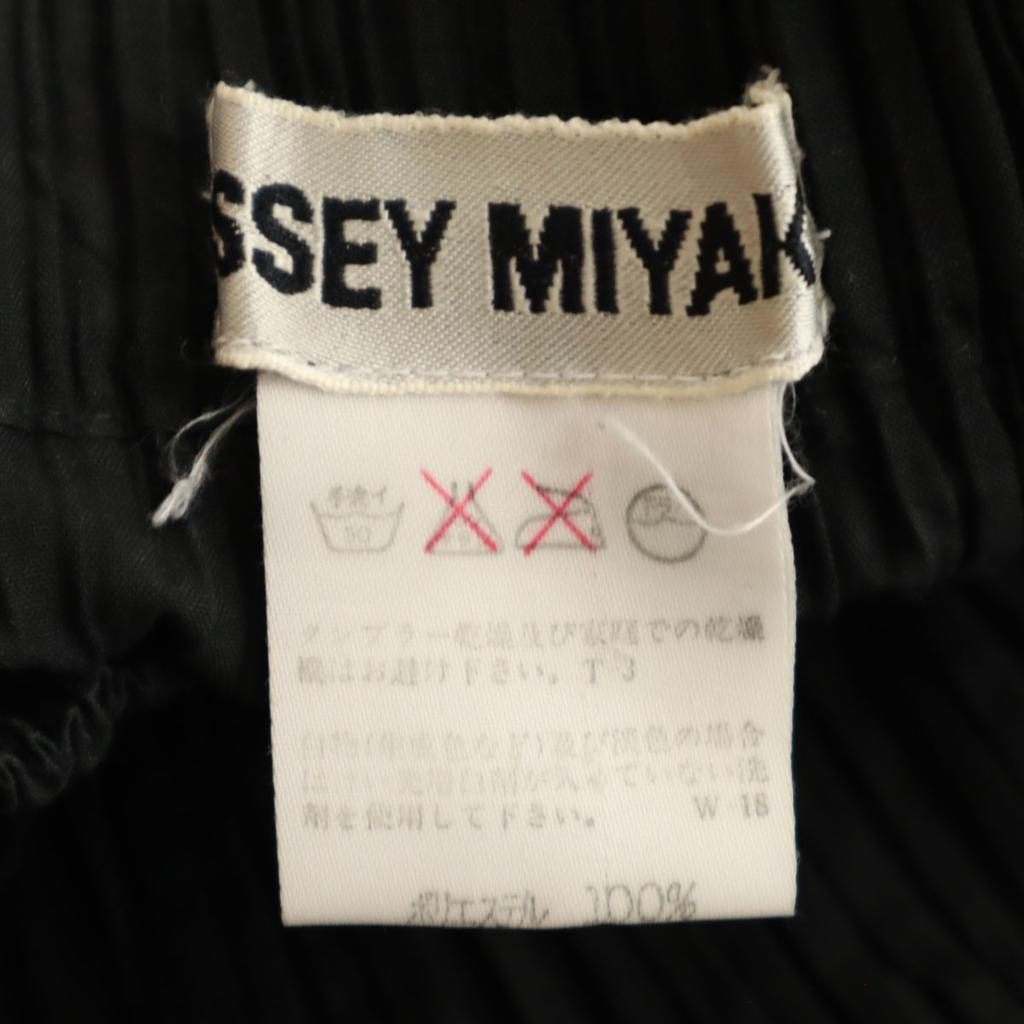 SSEY MIYAK
手洗イ
30
タンブラー乾燥及び家庭での乾燥
機はお避け下さい。T 3
白物(生成色など)及び淡色の場合
は蛍光増白剤が入っていない洗
剤を使用して下さい。 W-18
ポリエステル 100%